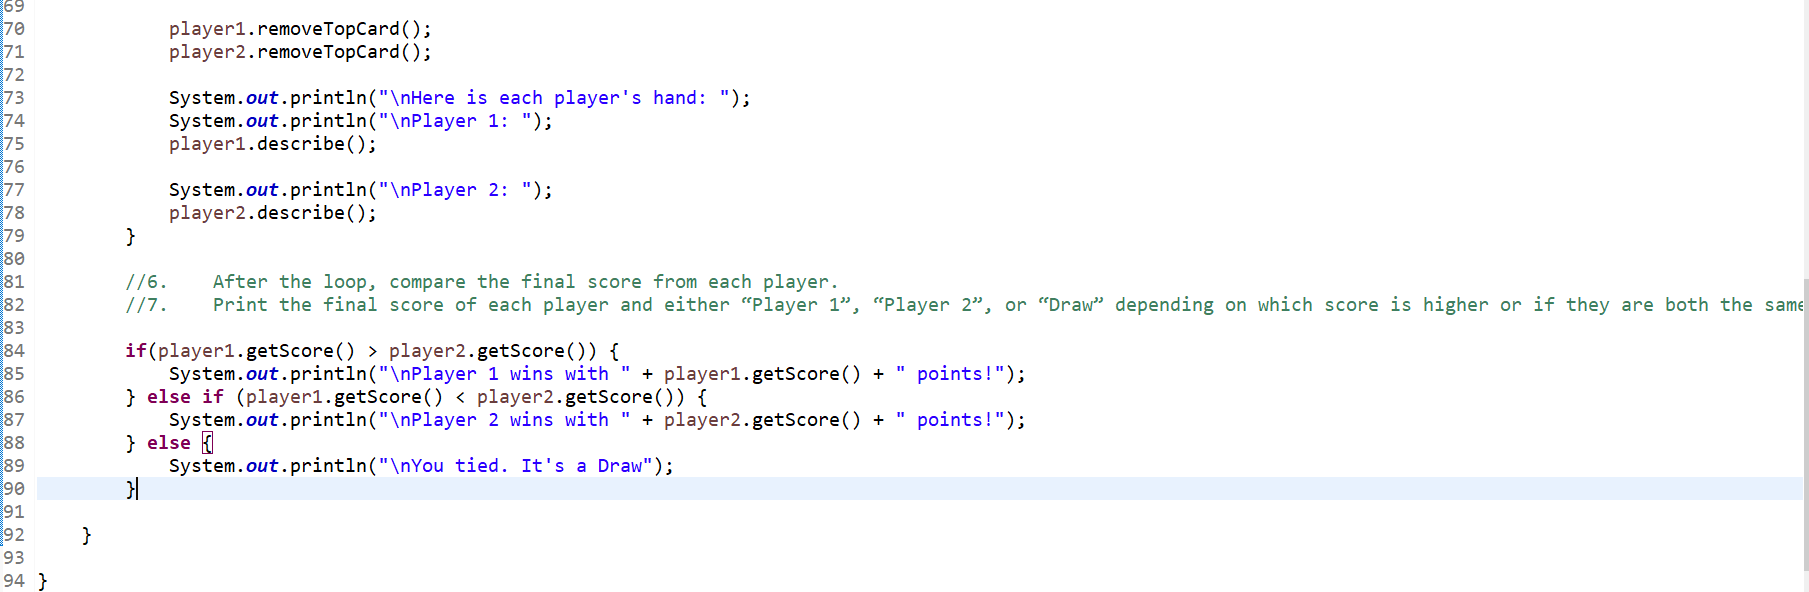 69
70 player1.removeTopCard();
71 player2.removeTopCard();
72
73 System.out.println("\nHere is each player's hand: ");
74 System.out.println("\nPlayer 1: ");
75 player1.describe();
76
77 System.out.println("\nPlayer 2: ");
78 player2.describe();
79 }
80
81 //6. After the loop, compare the final score from each player.
82 //7. Print the final score of each player and either “Player 1”, “Player 2”, or “Draw” depending on which score is higher or if they are both the same
83
84 if(player1.getScore() > player2.getScore()) {
85 System.out.println("\nPlayer 1 wins with " + player1.getScore() + " points!");
86 } else if (player1.getScore() < player2.getScore()) {
87 System.out.println("\nPlayer 2 wins with " + player2.getScore() + " points!");
88 } else {
89 System.out.println("\nYou tied. It's a Draw");
90 }
91
92 }
93
94 }